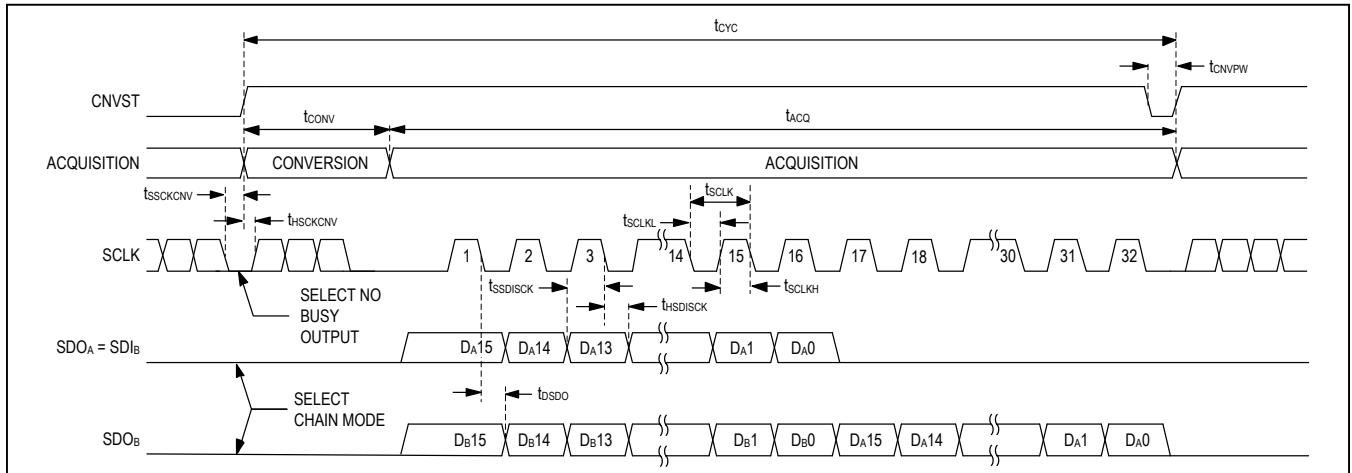 tCYC
tCNVPW
CNVST
tCONV
tACQ
ACQUISITION
CONVERSION
ACQUISITION
tSSCKCNV
tHSCKCNV
tSCLK
tSCLKL
SCLK
1 2 3 14 15 16 17 18 30 31 32
tSSDISCK
tSCLKH
tHSDISCK
SELECT NO
BUSY
OUTPUT
SDOA = SDIB
DA15 DA14 DA13 DA1 DA0
SELECT
CHAIN MODE
tDSDO
SDOB
DB15 DB14 DB13 DB1 DB0 DA15 DA14 DA1 DA0